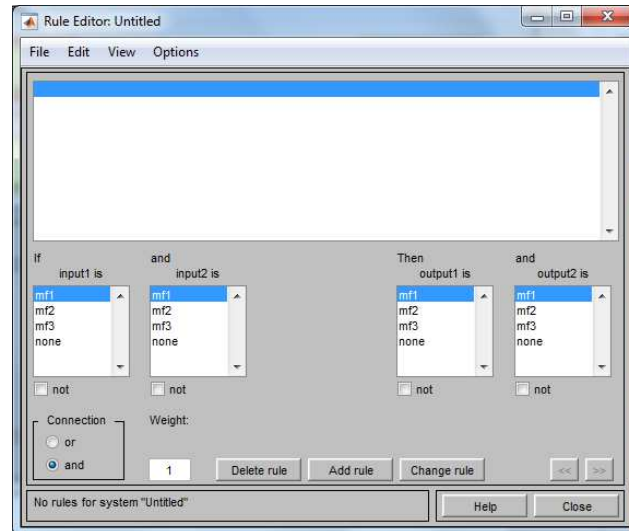 Rule Editor: Untitled
File Edit View Options
If and Then and
input1 is input2 is output1 is output2 is
mf1 mf1 mf1 mf1
mf2 mf2 mf2 mf2
mf3 mf3 mf3 mf3
none none none none
not not not not
Connection Weight:
or
and 1 Delete rule Add rule Change rule << >>
No rules for system "Untitled" Help Close